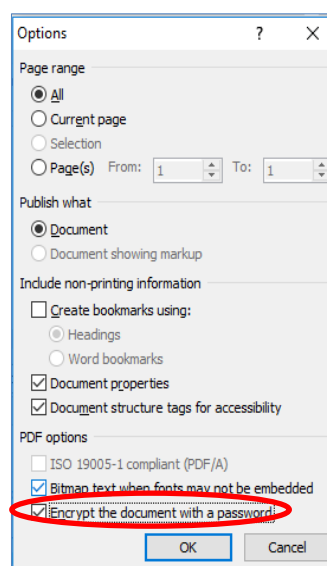 Options ? X
Page range
All
Current page
Selection
Page(s) From: 1 To: 1
Publish what
Document
Document showing markup
Include non-printing information
Create bookmarks using:
Headings
Word bookmarks
Document properties
Document structure tags for accessibility
PDF options
ISO 19005-1 compliant (PDF/A)
Bitmap text when fonts may not be embedded
Encrypt the document with a password
OK Cancel